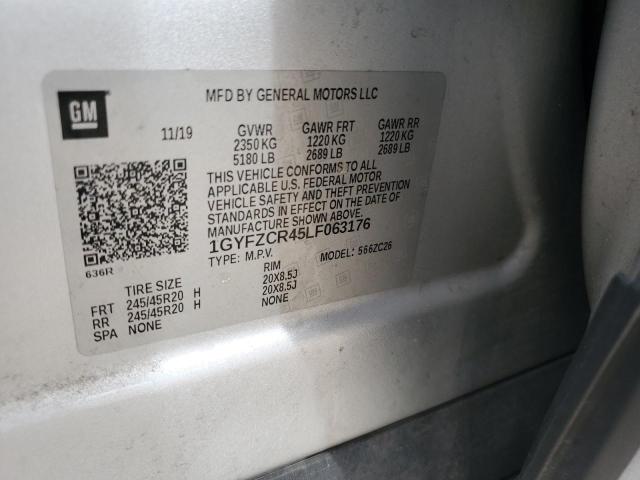 GM
MFD BY GENERAL MOTORS LLC
11/19 GVWR GAWR FRT GAWR RR
2350 KG 1220 KG 1220 KG
5180 LB 2689 LB 2689 LB
THIS VEHICLE CONFORMS TO ALL
APPLICABLE U.S. FEDERAL MOTOR
VEHICLE SAFETY AND THEFT PREVENTION
STANDARDS IN EFFECT ON THE DATE OF
MANUFACTURE SHOWN ABOVE.
1GYFZCR45LF063176
TYPE: M.P.V. MODEL: 566ZC26
636R
TIRE SIZE RIM
FRT 245/45R20 H 20X8.5J
RR 245/45R20 H 20X8.5J
SPA NONE NONE